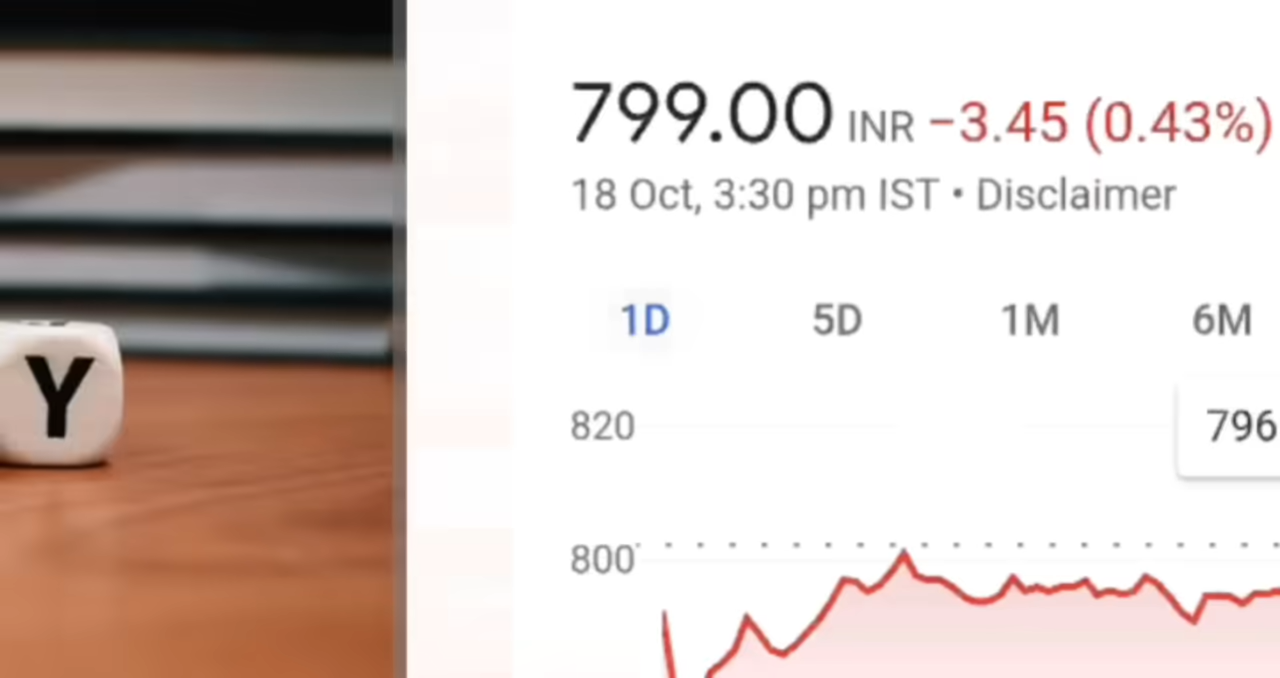 799.00 INR −3.45 (0.43%)
18 Oct, 3:30 pm IST • Disclaimer
1D 5D 1M 6M
820
796
800
Y